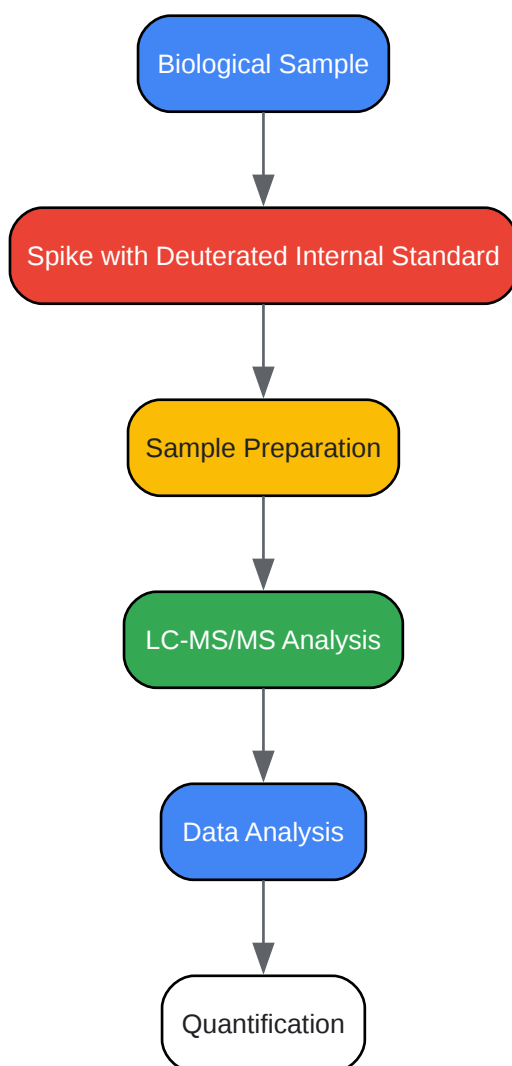 Biological Sample
Spike with Deuterated Internal Standard
Sample Preparation
LC-MS/MS Analysis
Data Analysis
Quantification